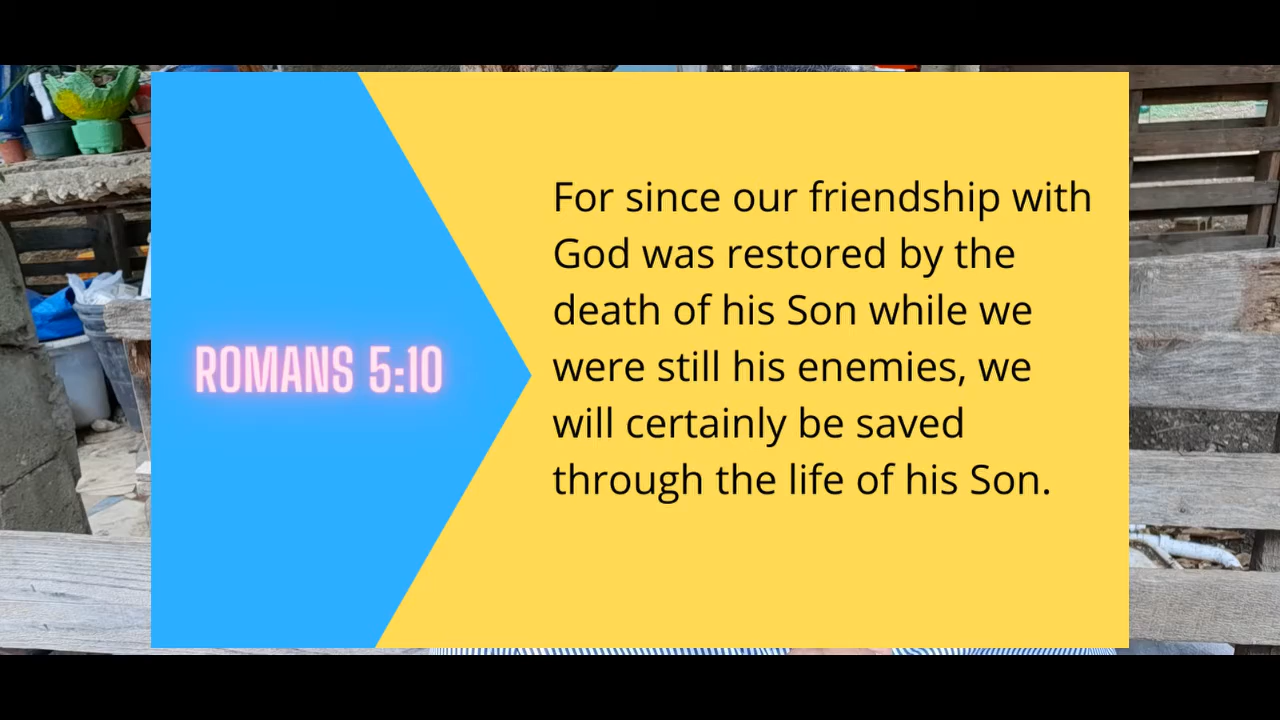 ROMANS 5:10
For since our friendship with
God was restored by the
death of his Son while we
were still his enemies, we
will certainly be saved
through the life of his Son.